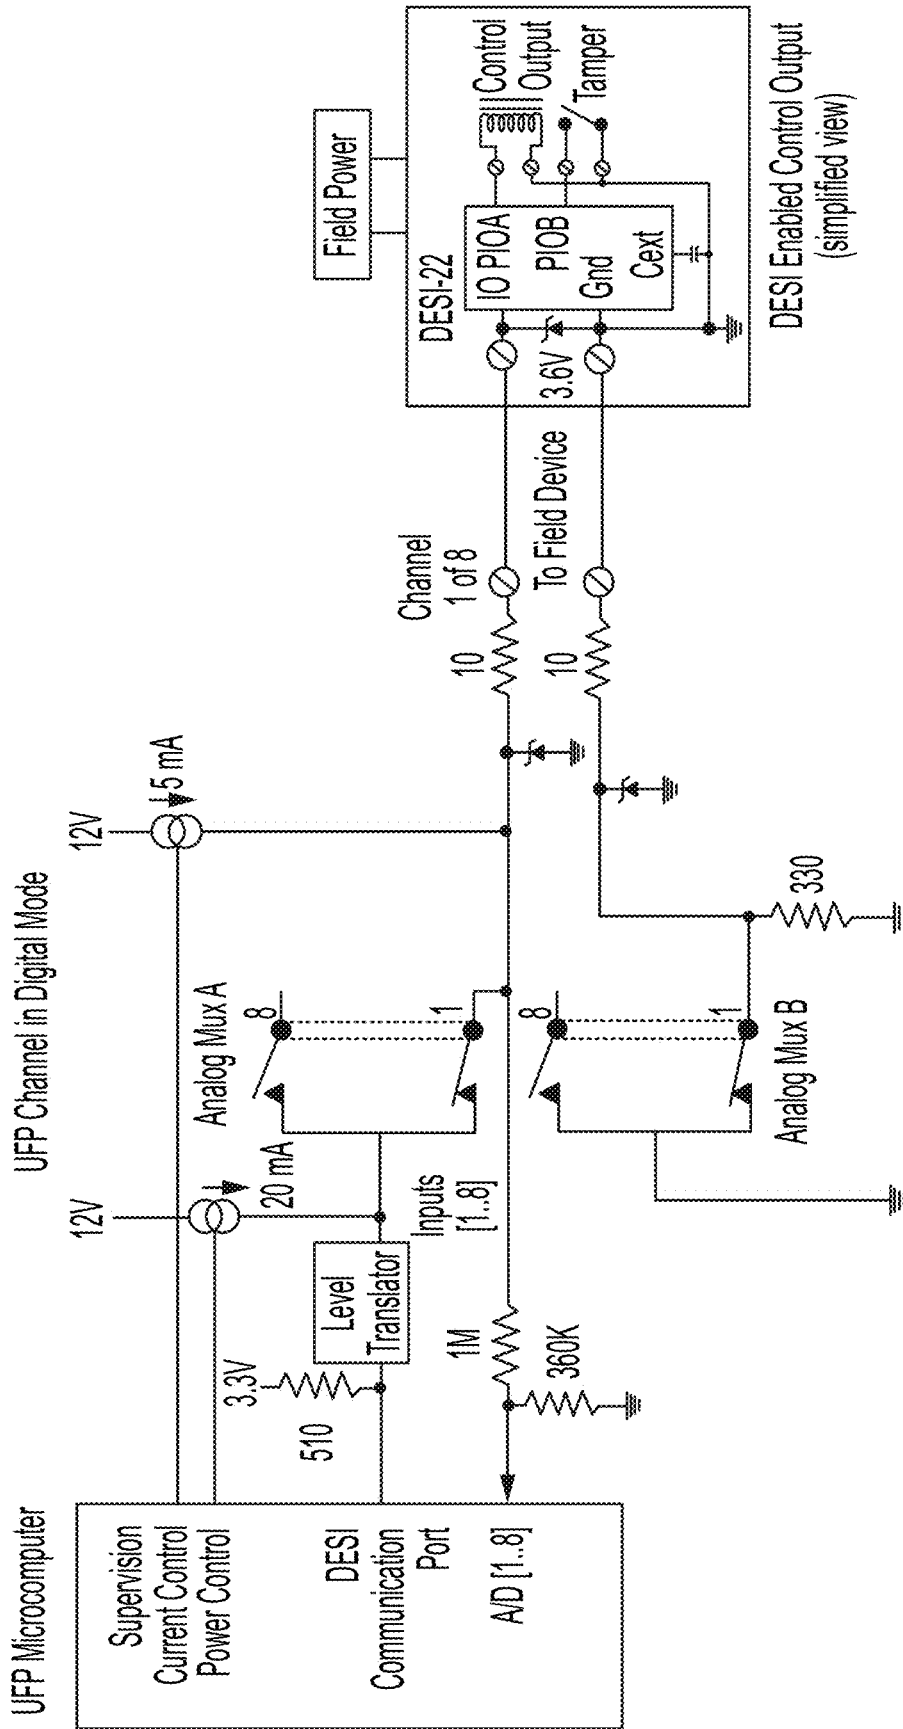 UFP Channel in Digital Mode
UFP Microcomputer
Supervision
Current Control
Power Control
DESI
Communication
Port
A/D [1..8]
12V
20 mA
3.3V
510
Level
Translator
Inputs
[1..8]
1M
360K
Analog Mux A
8
1
12V
I
5 mA
8
1
Analog Mux B
330
10
10
Channel
1 of 8
To Field Device
Field Power
DESI-22
IO PIOA
PIOB
Gnd
Cext
3.6V
Control
Output
Tamper
DESI Enabled Control Output
(simplified view)